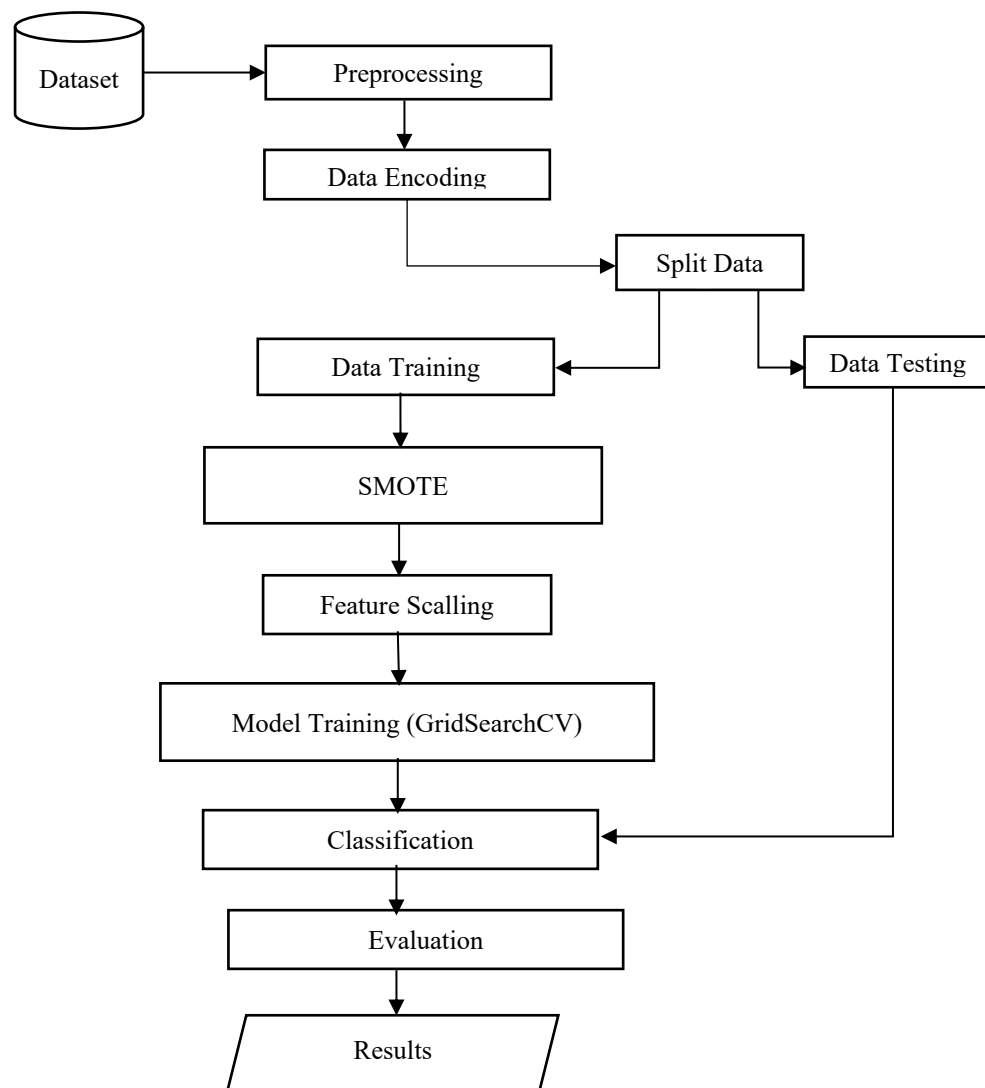 Dataset
Preprocessing
Data Encoding
Split Data
Data Training
Data Testing
SMOTE
Feature Scalling
Model Training (GridSearchCV)
Classification
Evaluation
Results